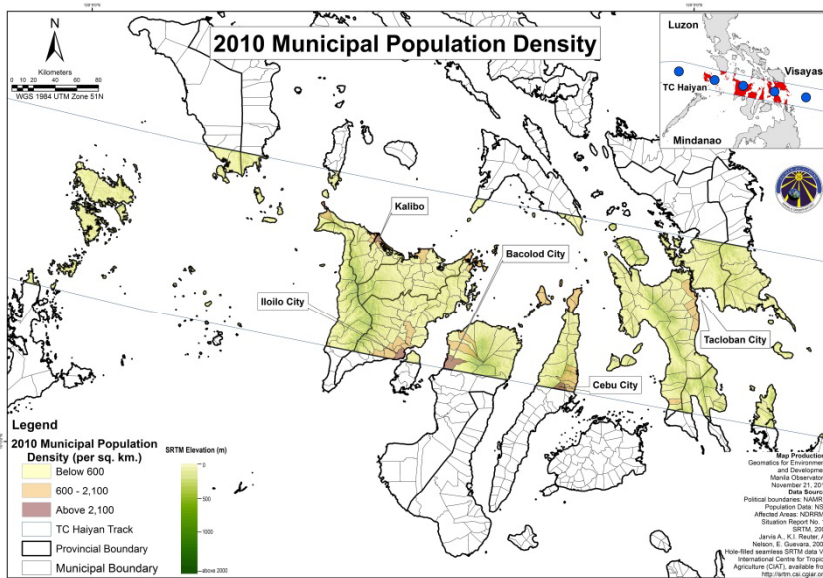 2010 Municipal Population Density
N
Kilometers
0 10 20 40 60 80
WGS 1984 UTM Zone 51N
Luzon
Visayas
TC Haiyan
Mindanao
Kalibo
Bacolod City
Iloilo City
Tacloban City
Cebu City
Legend
2010 Municipal Population
Density (per sq. km.)
Below 600
600 - 2,100
Above 2,100
TC Haiyan Track
Provincial Boundary
Municipal Boundary
SRTM Elevation (m)
0
500
1000
above 2000
Map Production
Geomatics for Environme
and Developme
Manila Observator
November 21, 201
Data Sourc
Political boundaries: NAMR
Population Data: NS
Affected Areas: NDRRM
Situation Report No.
SRTM, 200
Jarvis A., K.I. Reuter, A
Nelson, E. Guevara, 200
Hole-filled seamless SRTM data V
International Centre for Tropic
Agriculture (CIAT), available fro
http://srtm.csi.cgiar.or